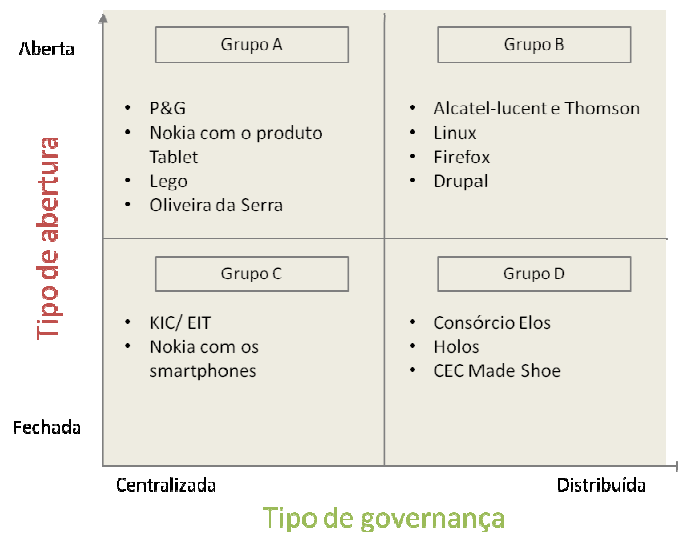 Aberta
Grupo A
Grupo B
• P&G
• Nokia com o produto
Tablet
• Lego
• Oliveira da Serra
• Alcatel-lucent e Thomson
• Linux
• Firefox
• Drupal
Tipo de abertura
Grupo C
Grupo D
• KIC/ EIT
• Nokia com os
smartphones
• Consórcio Elos
• Holos
• CEC Made Shoe
Fechada
Centralizada
Distribuída
Tipo de governança